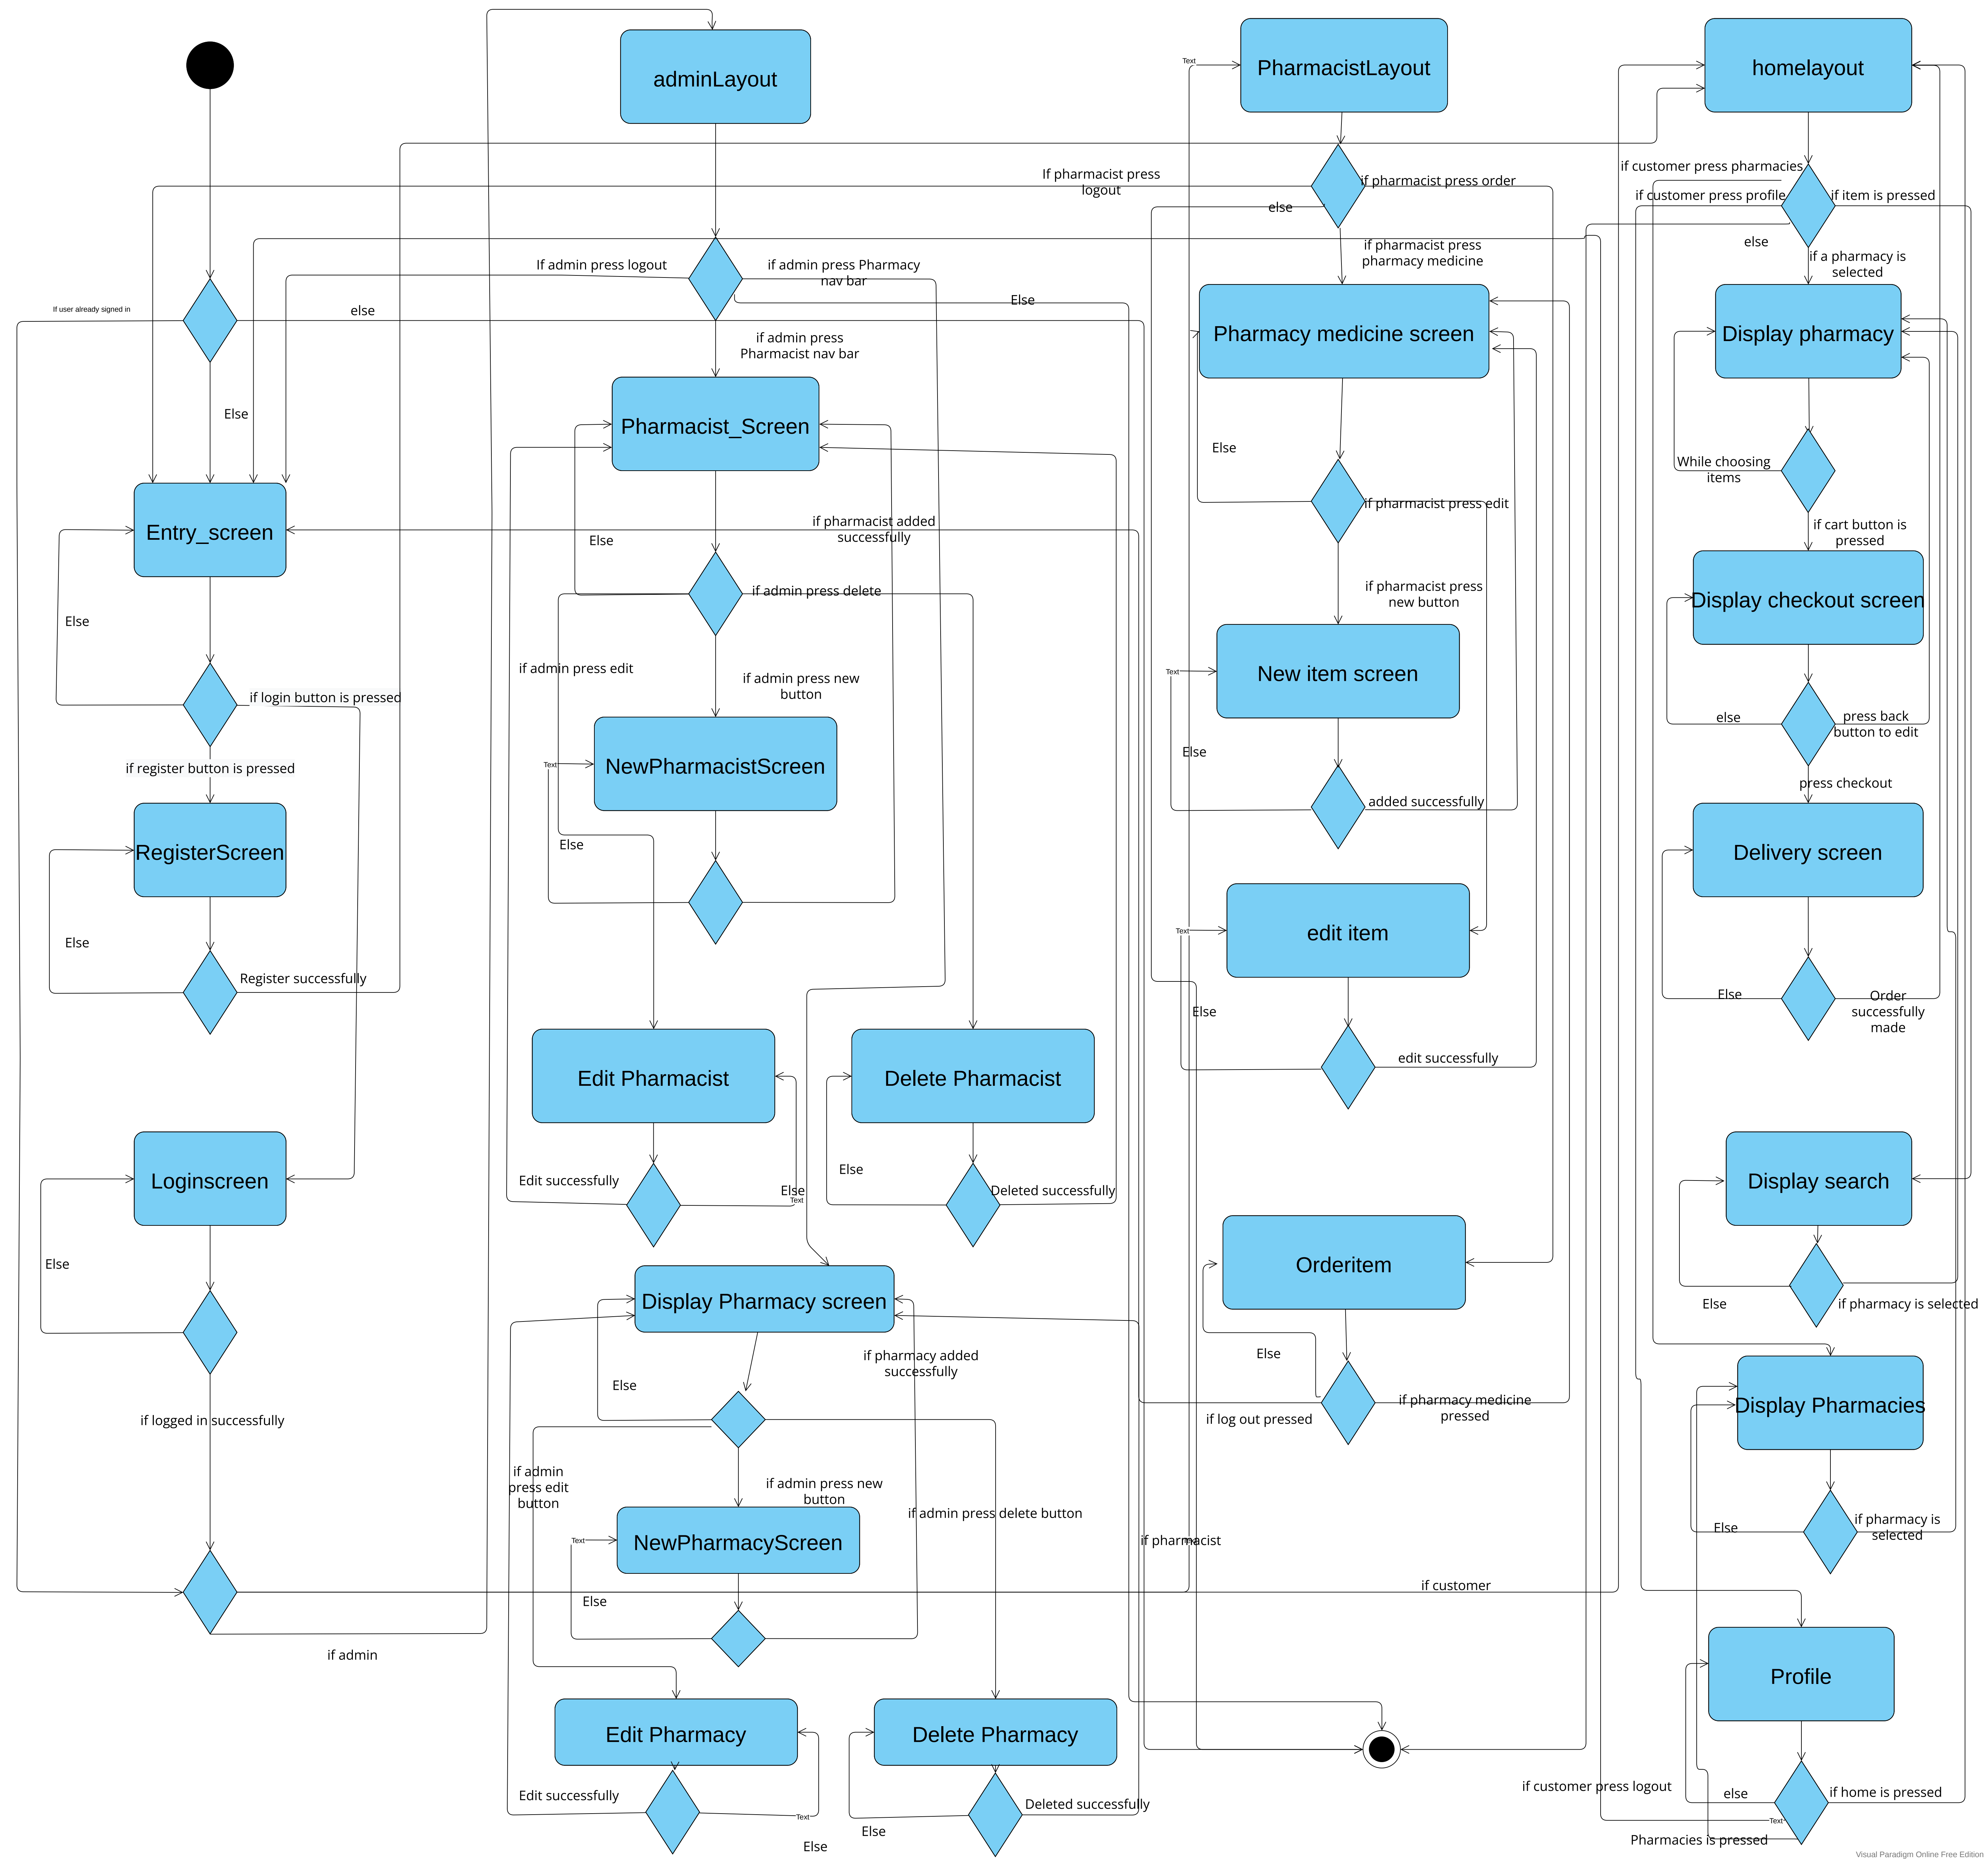 adminLayout
PharmacistLayout
homelayout
Text
If pharmacist press
logout
if pharmacist press order
else
if customer press pharmacies
if customer press profile
if item is pressed
else
if pharmacist press
pharmacy medicine
if a pharmacy is
selected
If admin press logout
if admin press Pharmacy
nav bar
Else
If user already signed in
else
if admin press
Pharmacist nav bar
Pharmacy medicine screen
Display pharmacy
Else
Pharmacist_Screen
Else
While choosing
items
if pharmacist press edit
Entry_screen
if pharmacist added
successfully
Else
if cart button is
pressed
if admin press delete
if pharmacist press
new button
Display checkout screen
Else
if admin press edit
if admin press new
button
Text
New item screen
if login button is pressed
else
press back
button to edit
if register button is pressed
Text
NewPharmacistScreen
Else
press checkout
added successfully
RegisterScreen
Else
Delivery screen
Else
Text
edit item
Register successfully
Else
Else
Order
successfully
made
edit successfully
Edit Pharmacist
Delete Pharmacist
Loginscreen
Edit successfully
Else
Text
Else
Deleted successfully
Display search
Else
Orderitem
Display Pharmacy screen
Else
if pharmacy is selected
if pharmacy added
successfully
Else
Else
if log out pressed
if pharmacy medicine
pressed
Display Pharmacies
if logged in successfully
if admin
press edit
button
if admin press new
button
if admin press delete button
Else
if pharmacy is
selected
Text
NewPharmacyScreen
if pharmacist
Text
Else
if customer
if admin
Profile
Edit Pharmacy
Delete Pharmacy
Edit successfully
Text
Else
Else
Deleted successfully
if customer press logout
else
if home is pressed
Text
Pharmacies is pressed
Visual Paradigm Online Free Edition